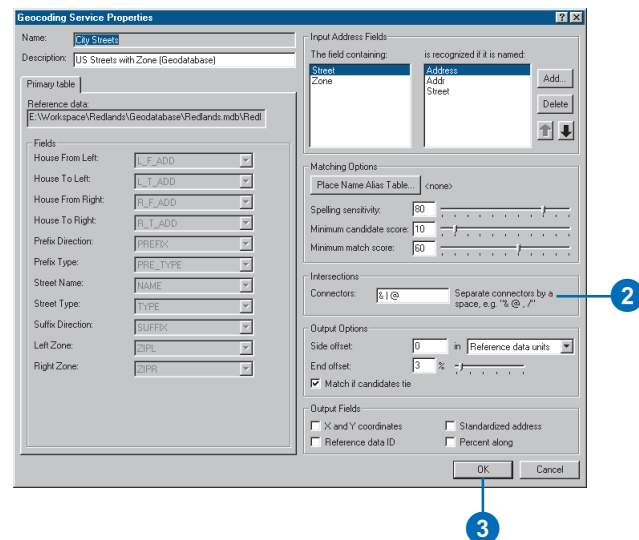 Geocoding Service Properties
Name: City Streets
Description: US Streets with Zone (Geodatabase)
Primary table
Reference data:
E:\Workspace\Redlands\Geodatabase\Redlands.mdb\Redl
Fields
House From Left: L_F_ADD
House To Left: L_T_ADD
House From Right: R_F_ADD
House To Right: R_T_ADD
Prefix Direction: PREFIX
Prefix Type: PRE_TYPE
Street Name: NAME
Street Type: TYPE
Suffix Direction: SUFFIX
Left Zone: ZIPL
Right Zone: ZIPR
Input Address Fields
The field containing: is recognized if it is named:
Street
Zone
Address
Addr
Street
Add...
Delete
Matching Options
Place Name Alias Table... <none>
Spelling sensitivity: 80
Minimum candidate score: 10
Minimum match score: 60
Intersections
Connectors: & | @ Separate connectors by a
space, e.g. "& @ , /"
2
Output Options
Side offset: 0 in Reference data units
End offset: 3 %
Match if candidates tie
Output Fields
X and Y coordinates Standardized address
Reference data ID Percent along
OK Cancel
3